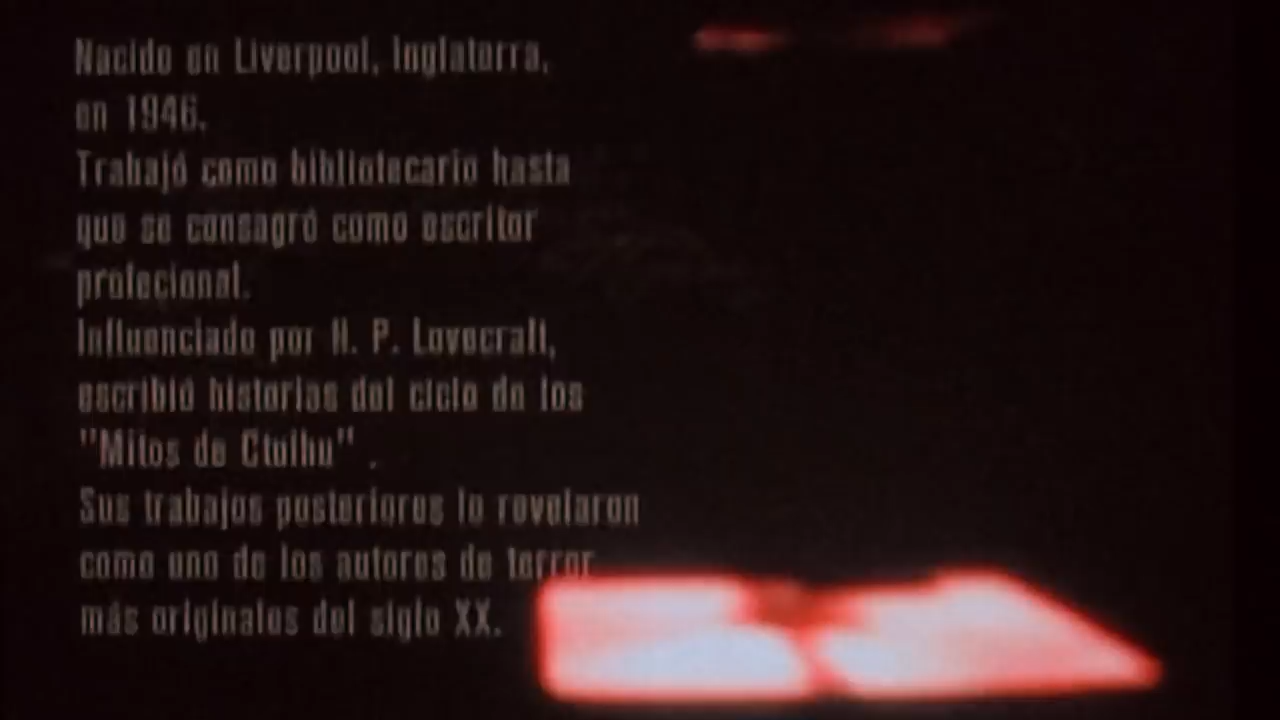 Nacido en Liverpool, Inglaterra,
en 1946.
Trabajó como bibliotecario hasta
que se consagró como escritor
profecional.
Influenciado por H. P. Lovecraft,
escribió historias del ciclo de los
"Mitos de Ctulhu" .
Sus trabajos posteriores lo revelaron
como uno de los autores de terror
más originales del siglo XX.